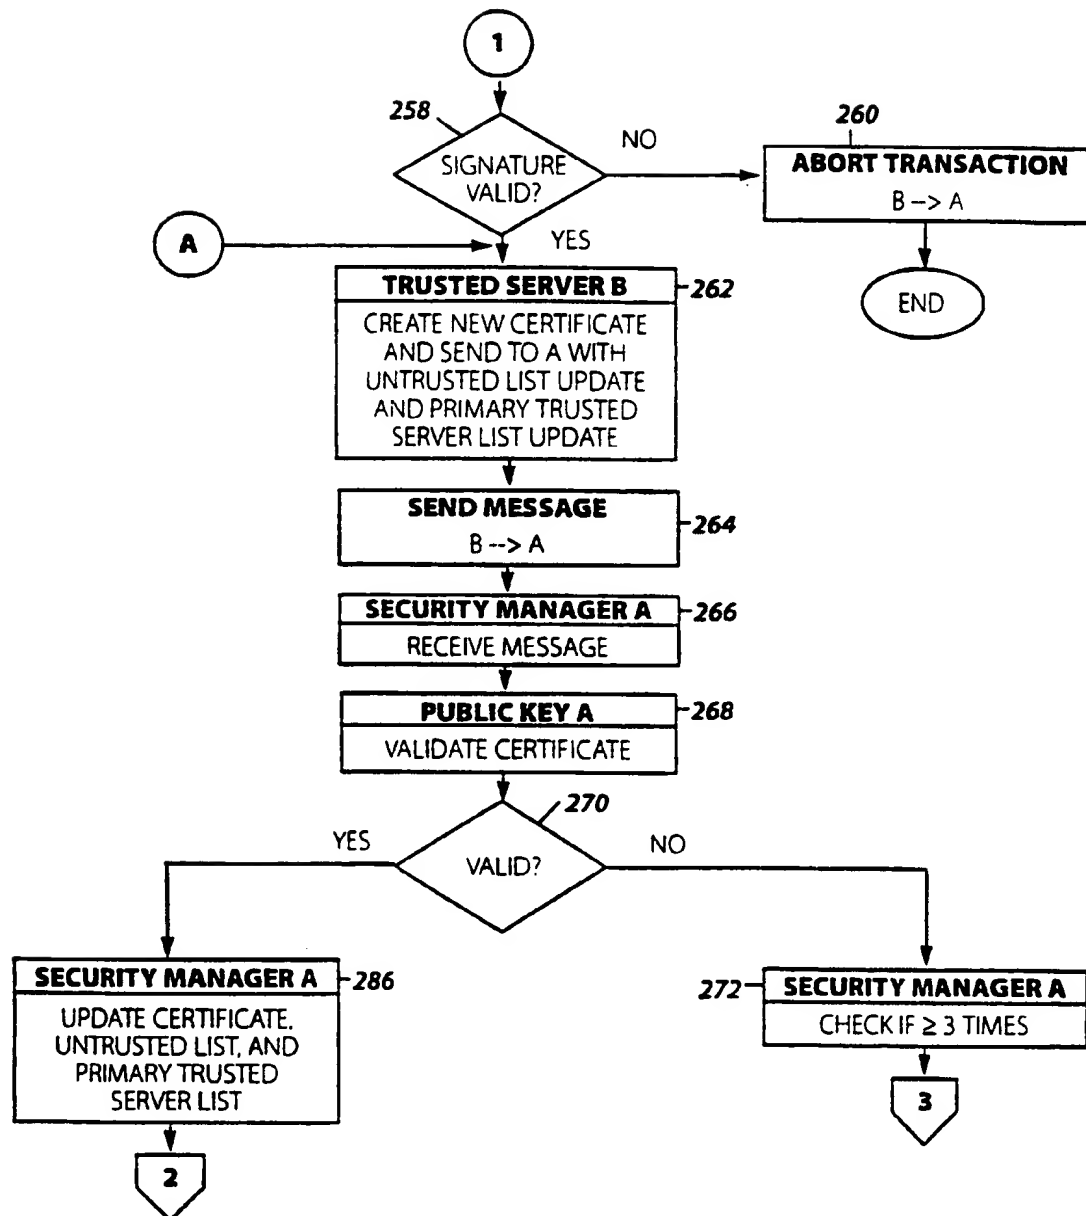 1
258
SIGNATURE
VALID?
NO
260
ABORT TRANSACTION
B --> A
A
YES
END
TRUSTED SERVER B
262
CREATE NEW CERTIFICATE
AND SEND TO A WITH
UNTRUSTED LIST UPDATE
AND PRIMARY TRUSTED
SERVER LIST UPDATE
SEND MESSAGE
264
B --> A
SECURITY MANAGER A
266
RECEIVE MESSAGE
PUBLIC KEY A
268
VALIDATE CERTIFICATE
270
YES
VALID?
NO
SECURITY MANAGER A
286
UPDATE CERTIFICATE,
UNTRUSTED LIST, AND
PRIMARY TRUSTED
SERVER LIST
2
272
SECURITY MANAGER A
CHECK IF ≥ 3 TIMES
3